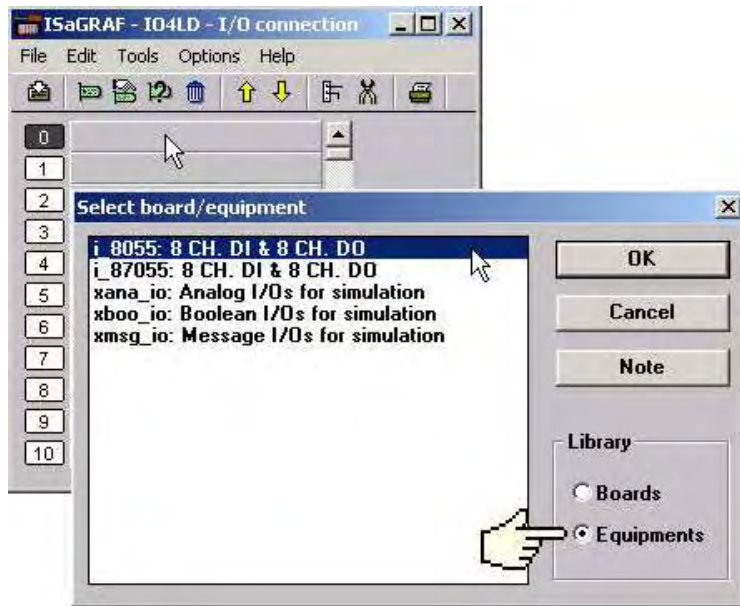 ISaGRAF - IO4LD - I/O connection
File Edit Tools Options Help
0
1
2
3
4
5
6
7
8
9
10
Select board/equipment
i_8055: 8 CH. DI & 8 CH. DO
i_87055: 8 CH. DI & 8 CH. DO
xana_io: Analog I/Os for simulation
xboo_io: Boolean I/Os for simulation
xmsg_io: Message I/Os for simulation
OK
Cancel
Note
Library
Boards
Equipments